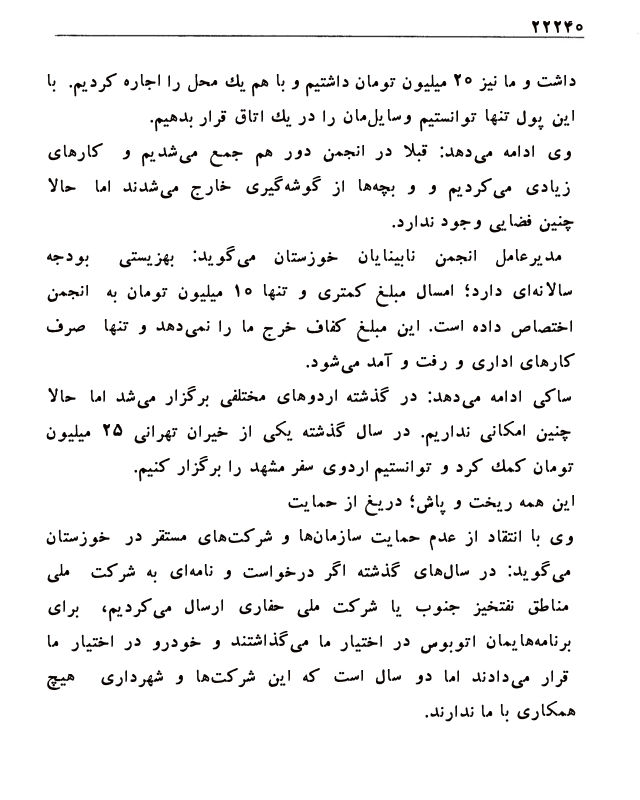 ۲۲۲۴۰
داشت و ما نیز ۲۰ میلیون تومان داشتیم و با هم یك محل را اجاره کردیم. با
این پول تنها توانستیم وسایل‌مان را در یك اتاق قرار بدهیم.
وی ادامه می‌دهد: قبلا در انجمن دور هم جمع می‌شدیم و کارهای
زیادی می‌کردیم و و بچه‌ها از گوشه‌گیری خارج می‌شدند اما حالا
چنین فضایی وجود ندارد.
مدیرعامل انجمن نابینایان خوزستان می‌گوید: بهزیستی بودجه
سالانه‌ای دارد؛ امسال مبلغ کمتری و تنها ۱۰ میلیون تومان به انجمن
اختصاص داده است. این مبلغ کفاف خرج ما را نمی‌دهد و تنها صرف
کارهای اداری و رفت و آمد می‌شود.
ساکی ادامه می‌دهد: در گذشته اردوهای مختلفی برگزار می‌شد اما حالا
چنین امکانی نداریم. در سال گذشته یکی از خیران تهرانی ۲۵ میلیون
تومان کمك کرد و توانستیم اردوی سفر مشهد را برگزار کنیم.
این همه ریخت و پاش؛ دریغ از حمایت
وی با انتقاد از عدم حمایت سازمان‌ها و شرکت‌های مستقر در خوزستان
می‌گوید: در سال‌های گذشته اگر درخواست و نامه‌ای به شرکت ملی
مناطق نفتخیز جنوب یا شرکت ملی حفاری ارسال می‌کردیم، برای
برنامه‌هایمان اتوبوس در اختیار ما می‌گذاشتند و خودرو در اختیار ما
قرار می‌دادند اما دو سال است که این شرکت‌ها و شهرداری هیچ
همکاری با ما ندارند.